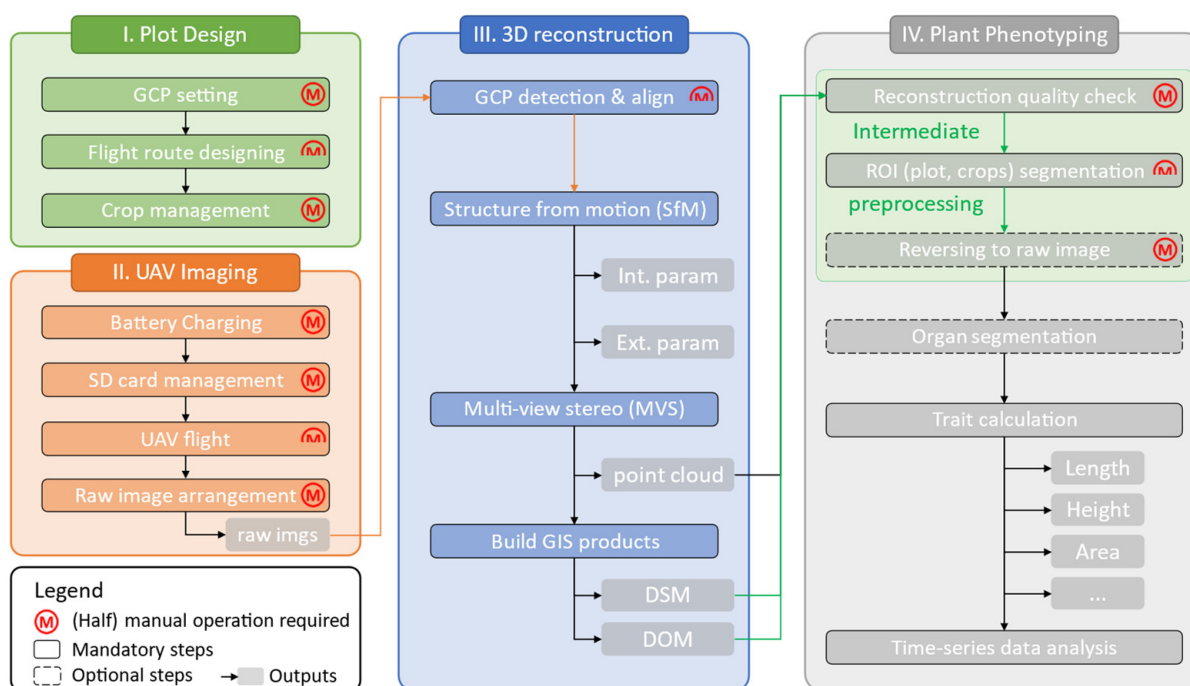 I. Plot Design
GCP setting
M
Flight route designing
M
Crop management
M
II. UAV Imaging
Battery Charging
M
SD card management
M
UAV flight
M
Raw image arrangement
M
raw imgs
Legend
M
(Half) manual operation required
Mandatory steps
Optional steps
Outputs
III. 3D reconstruction
GCP detection & align
M
Structure from motion (SfM)
Int. param
Ext. param
Multi-view stereo (MVS)
point cloud
Build GIS products
DSM
DOM
IV. Plant Phenotyping
Reconstruction quality check
M
Intermediate
ROI (plot, crops) segmentation
M
preprocessing
Reversing to raw image
M
Organ segmentation
Trait calculation
Length
Height
Area
...
Time-series data analysis